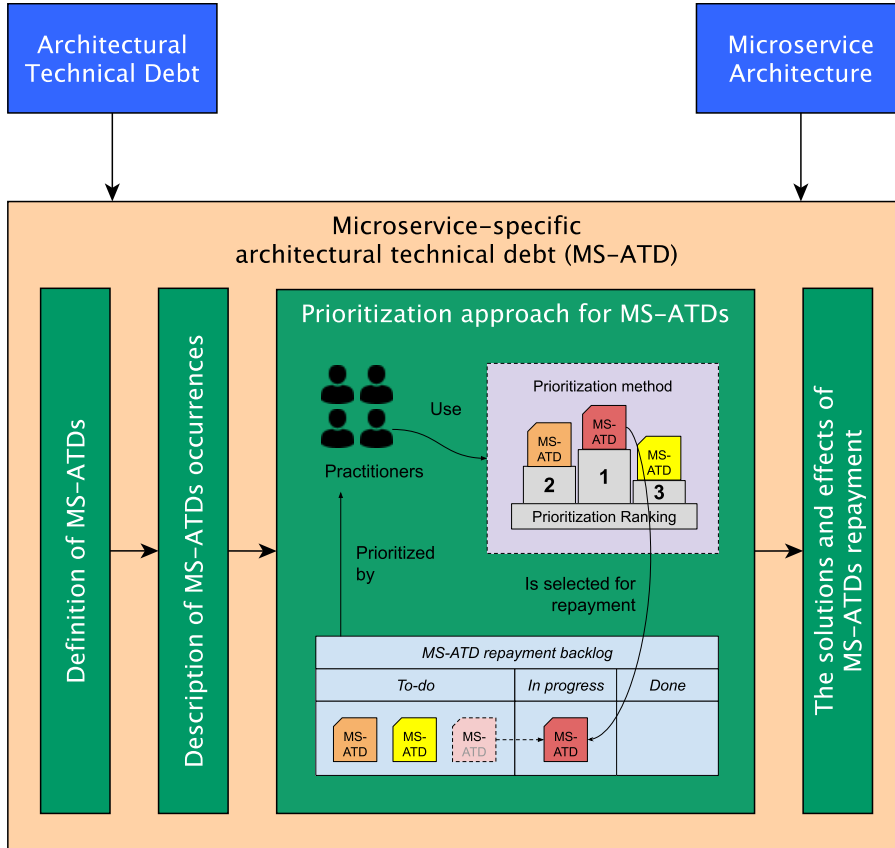 Architectural
Technical Debt
Microservice
Architecture
Microservice-specific
architectural technical debt (MS-ATD)
Definition of MS-ATDs
Description of MS-ATDs occurrences
Prioritization approach for MS-ATDs
Practitioners
Use
Prioritization method
MS-
ATD
MS-
ATD
MS-
ATD
2
1
3
Prioritization Ranking
Prioritized
by
Is selected for
repayment
MS-ATD repayment backlog
To-do
In progress
Done
MS-
ATD
MS-
ATD
MS-
ATD
MS-
ATD
The solutions and effects of
MS-ATDs repayment